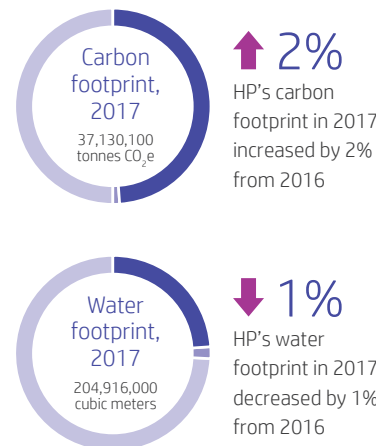 Carbon
footprint,
2017
37,130,100
tonnes CO₂e
2%
HP's carbon
footprint in 2017
increased by 2%
from 2016
Water
footprint,
2017
204,916,000
cubic meters
1%
HP's water
footprint in 2017
decreased by 1%
from 2016